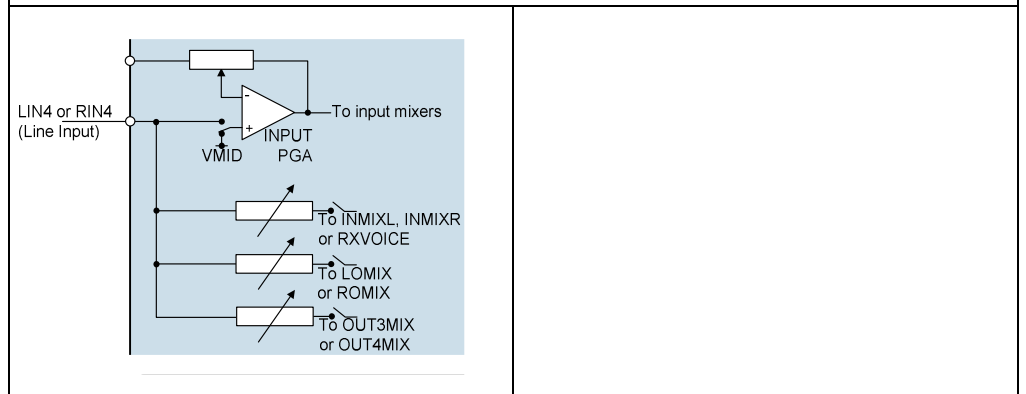 LIN4 or RIN4
(Line Input)
-
+
To input mixers
INPUT
PGA
VMID
To INMIXL, INMIXR
or RXVOICE
To LOMIX
or ROMIX
To OUT3MIX
or OUT4MIX